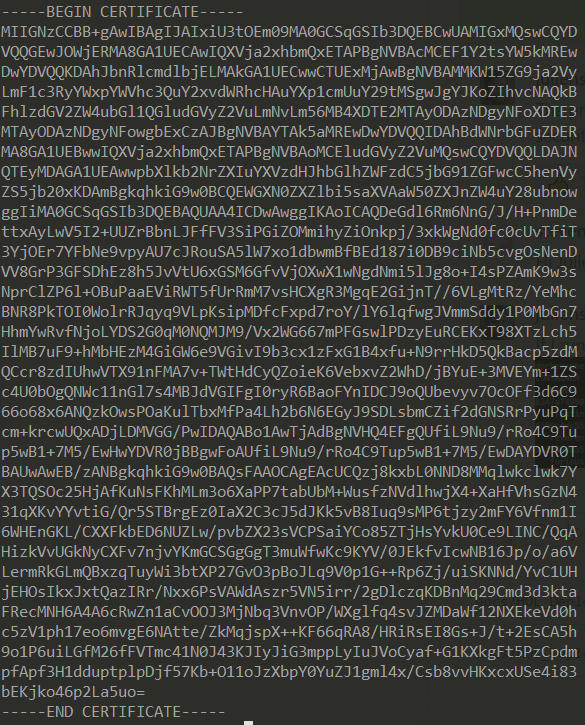 -----BEGIN CERTIFICATE-----
MIIGNzCCBB+gAwIBAgIJAIxiU3tOEm09MA0GCSqGSIb3DQEBCwUAMIGxMQswCQYD
VQQGEwJOWjERMA8GA1UECAwIQXVja2xhbmQxETAPBgNVBAcMCEF1Y2tsYW5kMREw
DwYDVQQKDAhJbnRlcmdlbjELMAkGA1UECwwCTUExMjAwBgNVBAMMKW15ZG9ja2Vy
LmF1c3RyYWxpYWVhc3QuY2xvdWRhcHAuYXp1cmUuY29tMSgwJgYJKoZIhvcNAQkB
FhlzdGV2ZW4ubGl1QGludGVyZ2VuLmNvLm56MB4XDTE2MTAyODAzNDgyNFoXDTE3
MTAyODAzNDgyNFowgbExCzAJBgNVBAYTAk5aMREwDwYDVQQIDAhBdWNrbGFuZDER
MA8GA1UEBwwIQXVja2xhbmQxETAPBgNVBAoMCEludGVyZ2VuMQswCQYDVQQLDAJN
QTEyMDAGA1UEAwwpbXlkb2NrZXIuYXVzdHJhbGlhZWFzdC5jbG91ZGFwcC5henVy
ZS5jb20xKDAmBgkqhkiG9w0BCQEWGXN0ZXZlbi5saXVAaW50ZXJnZW4uY28ubnow
ggIiMA0GCSqGSIb3DQEBAQUAA4ICDwAwggIKAoICAQDeGdl6Rm6NnG/J/H+PnmDe
ttxAyLwV5I2+UUZrBbnLJFfFV3SiPGiZOMmihyZiOnkpj/3xkWgNd0fc0cUvTfiT
3YjOEr7YFbNe9vpyAU7cJRouSA5lW7xo1dbwmBfBEd187i0DB9ciNb5cvgOsNenD
VV8GrP3GFSDhEz8h5JvVtU6xGSM6GfvVjOXwX1wNgdNmi5lJg8o+I4sPZAmK9w3s
NprClZP6l+OBuPaaEViRWT5fUrRmM7vsHCXgR3MgqE2GijnT//6VLgMtRz/YeMhc
BNR8PkTOI0WolrRJqyq9VLpKsipMDfcFxpd7roY/lY6lqfwgJVmmSddy1P0MbGn7
HhmYwRvfNjoLYDS2G0qM0NQMJM9/Vx2WG667mPFGswlPDzyEuRCEKxT98XTzLch5
IlMB7uF9+hMbHEzM4GiGW6e9VGivI9b3cx1zFxG1B4xfu+N9rrHkD5QkBacp5zdM
QCcr8zdIUhwVTX91nFMA7v+TWtHdCyQZoieK6VebxvZ2WhD/jBYuE+3MVEYm+1ZS
c4U0bOgQNWc11nGl7s4MBJdVGIFgI0ryR6BaoFYnIDCJ9oQUbevyv7OcOFf3d6C9
66o68x6ANQzkOwsPOaKulTbxMfPa4Lh2b6N6EGyJ9SDLsbmCZif2dGNSRrPyuPqT
cm+krcwUQxADjLDMVGG/PwIDAQABo1AwTjAdBgNVHQ4EFgQUfiL9Nu9/rRo4C9Tu
p5wB1+7M5/EwHwYDVR0jBBgwFoAUfiL9Nu9/rRo4C9Tup5wB1+7M5/EwDAYDVR0T
BAUwAwEB/zANBgkqhkiG9w0BAQsFAAOCAgEAcUCQzj8kxbL0NND8MMqlwkclwk7Y
X3TQSOc25HjAfKuNsFKhMLm3o6XaPP7tabUbM+WusfzNVdlhwjX4+XaHfVhsGzN4
31qXKvYYvtiG/Qr5STBrgEz0IaX2C3cJ5dJKk5vB8Iuq9sMP6tjzy2mFY6Vfnm1I
6WHEnGKL/CXXFkbED6NUZLw/pvbZX23sVCPSaiYCo85ZTjHsYvkU0Ce9LINC/QqA
HizkVvUGkNyCXFv7njvYKmGCSGgGgT3muWfwKc9KYV/0JEkfvIcwNB16Jp/o/a6V
LermRkGLmQBxzqTuyWi3btXP27GvO3pBoJLq9V0p1G++Rp6Zj/uiSKNNd/YvC1UH
jEHOsIkxJxtQazIRr/Nxx6PsVAWdAszr5VN5irr/2gDlczqKDBnMq29Cmd3d3kta
FRecMNH6A4A6cRwZn1aCvOOJ3MjNbq3VnvOP/WXglfq4svJZMDaWf12NXEkeVd0h
c5zV1ph17eo6mvgE6NAtte/ZkMqjspX++KF66qRA8/HRiRsEI8Gs+J/t+2EsCA5h
9o1P6uiLGfM26fFVTmc41N0J43KJIyJiG3mppLyIuJVoCyaf+G1KXkgFt5PzCpdm
pfApf3H1dduptplpDjf57Kb+O11oJzXbpY0YuZJ1gml4x/Csb8vvHKxcxUSe4i83
bEKjko46p2La5uo=
-----END CERTIFICATE-----